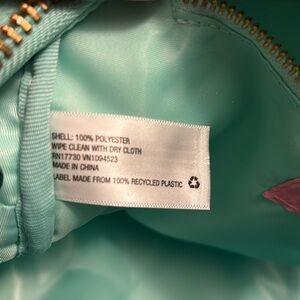 SHELL: 100% POLYESTER
WIPE CLEAN WITH DRY CLOTH
RN17730 VN1094523
MADE IN CHINA
LABEL MADE FROM 100% RECYCLED PLASTIC